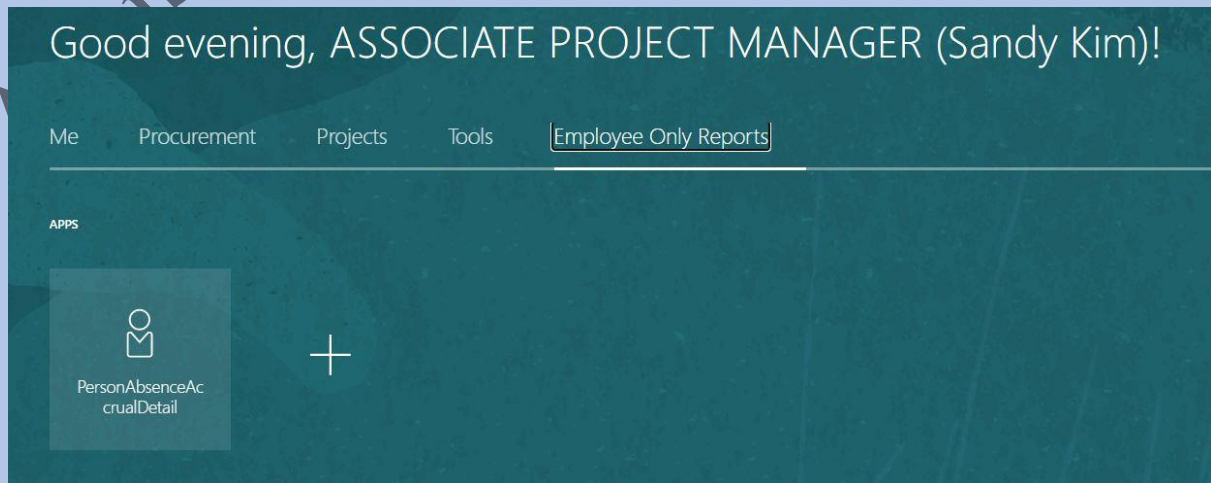 Good evening, ASSOCIATE PROJECT MANAGER (Sandy Kim)!
Me Procurement Projects Tools Employee Only Reports
APPS
PersonAbsenceAc
crualDetail